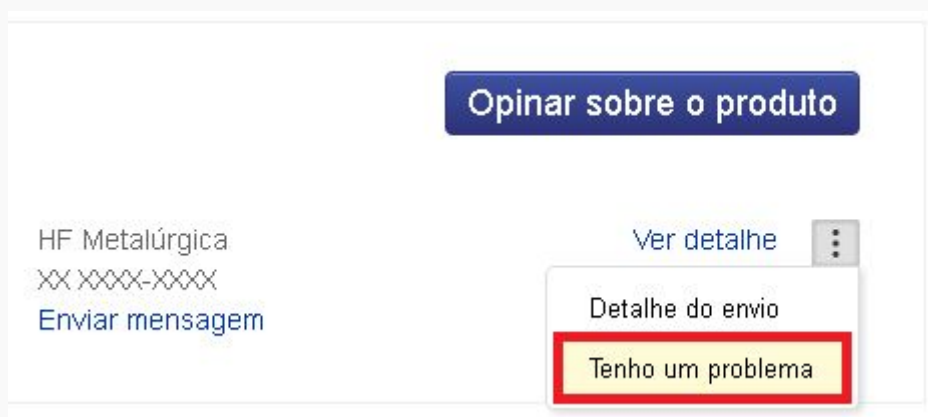 Opinar sobre o produto
HF Metalúrgica
XX XXXX-XXXX
Enviar mensagem
Ver detalhe
Detalhe do envio
Tenho um problema